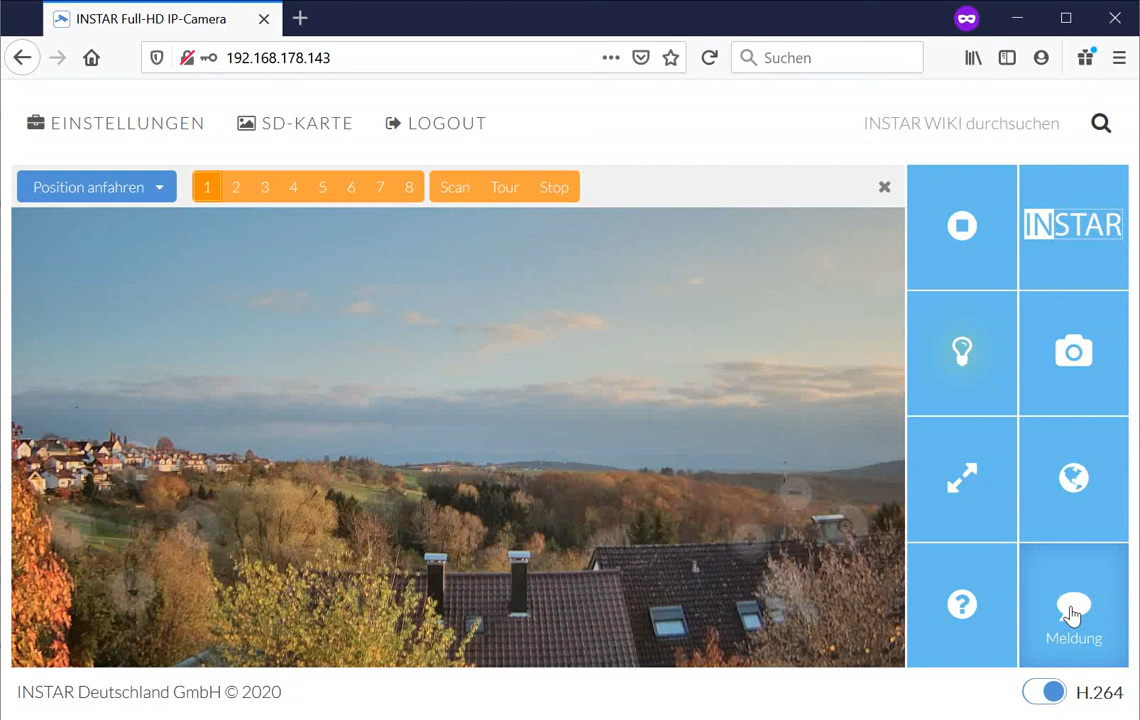 INSTAR Full-HD IP-Camera
192.168.178.143
Suchen
EINSTELLUNGEN SD-KARTE LOGOUT
INSTAR WIKI durchsuchen
Position anfahren 1 2 3 4 5 6 7 8 Scan Tour Stop
INSTAR
Meldung
INSTAR Deutschland GmbH © 2020
H.264